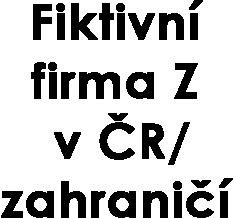 Fiktivní
firma Z
v ČR/
zahraničí